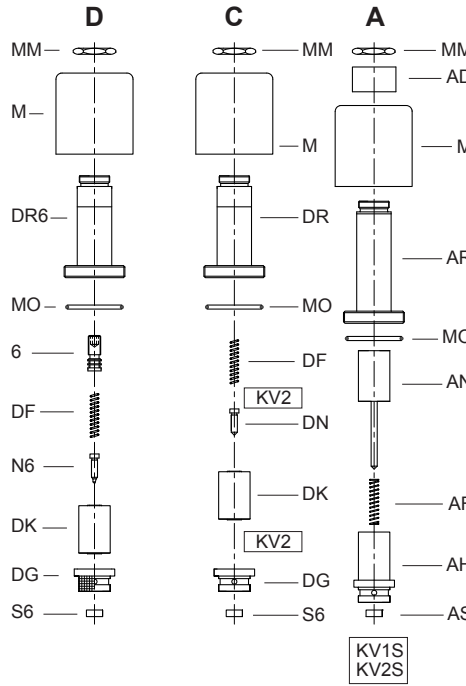 D
MM
M
DR6
MO
6
DF
N6
DK
DG
S6
C
MM
M
DR
MO
DF
KV2
DN
DK
KV2
DG
S6
A
MM
AD
M
AR
MO
AN
AF
AH
AS
KV1S
KV2S